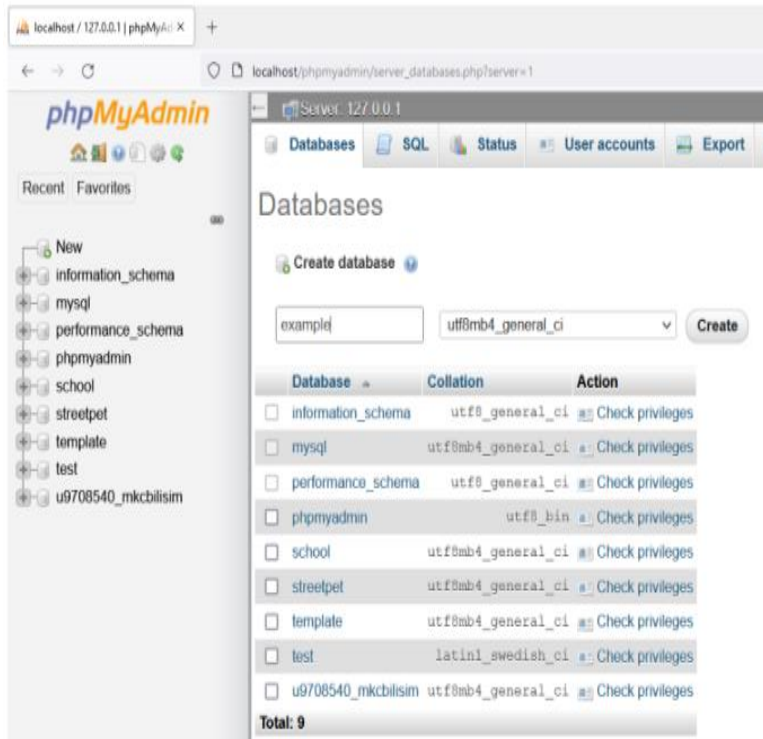 localhost / 127.0.0.1 | phpMyAd
localhost/phpmyadmin/server_databases.php?server=1
phpMyAdmin
Recent Favorites
New
information_schema
mysql
performance_schema
phpmyadmin
school
streetpet
template
test
u9708540_mkcbilisim
Server: 127.0.0.1
Databases SQL Status User accounts Export
Databases
Create database
example utf8mb4_general_ci Create
Database Collation Action
information_schema utf8_general_ci Check privileges
mysql utf8mb4_general_ci Check privileges
performance_schema utf8_general_ci Check privileges
phpmyadmin utf8_bin Check privileges
school utf8mb4_general_ci Check privileges
streetpet utf8mb4_general_ci Check privileges
template utf8mb4_general_ci Check privileges
test latin1_swedish_ci Check privileges
u9708540_mkcbilisim utf8mb4_general_ci Check privileges
Total: 9